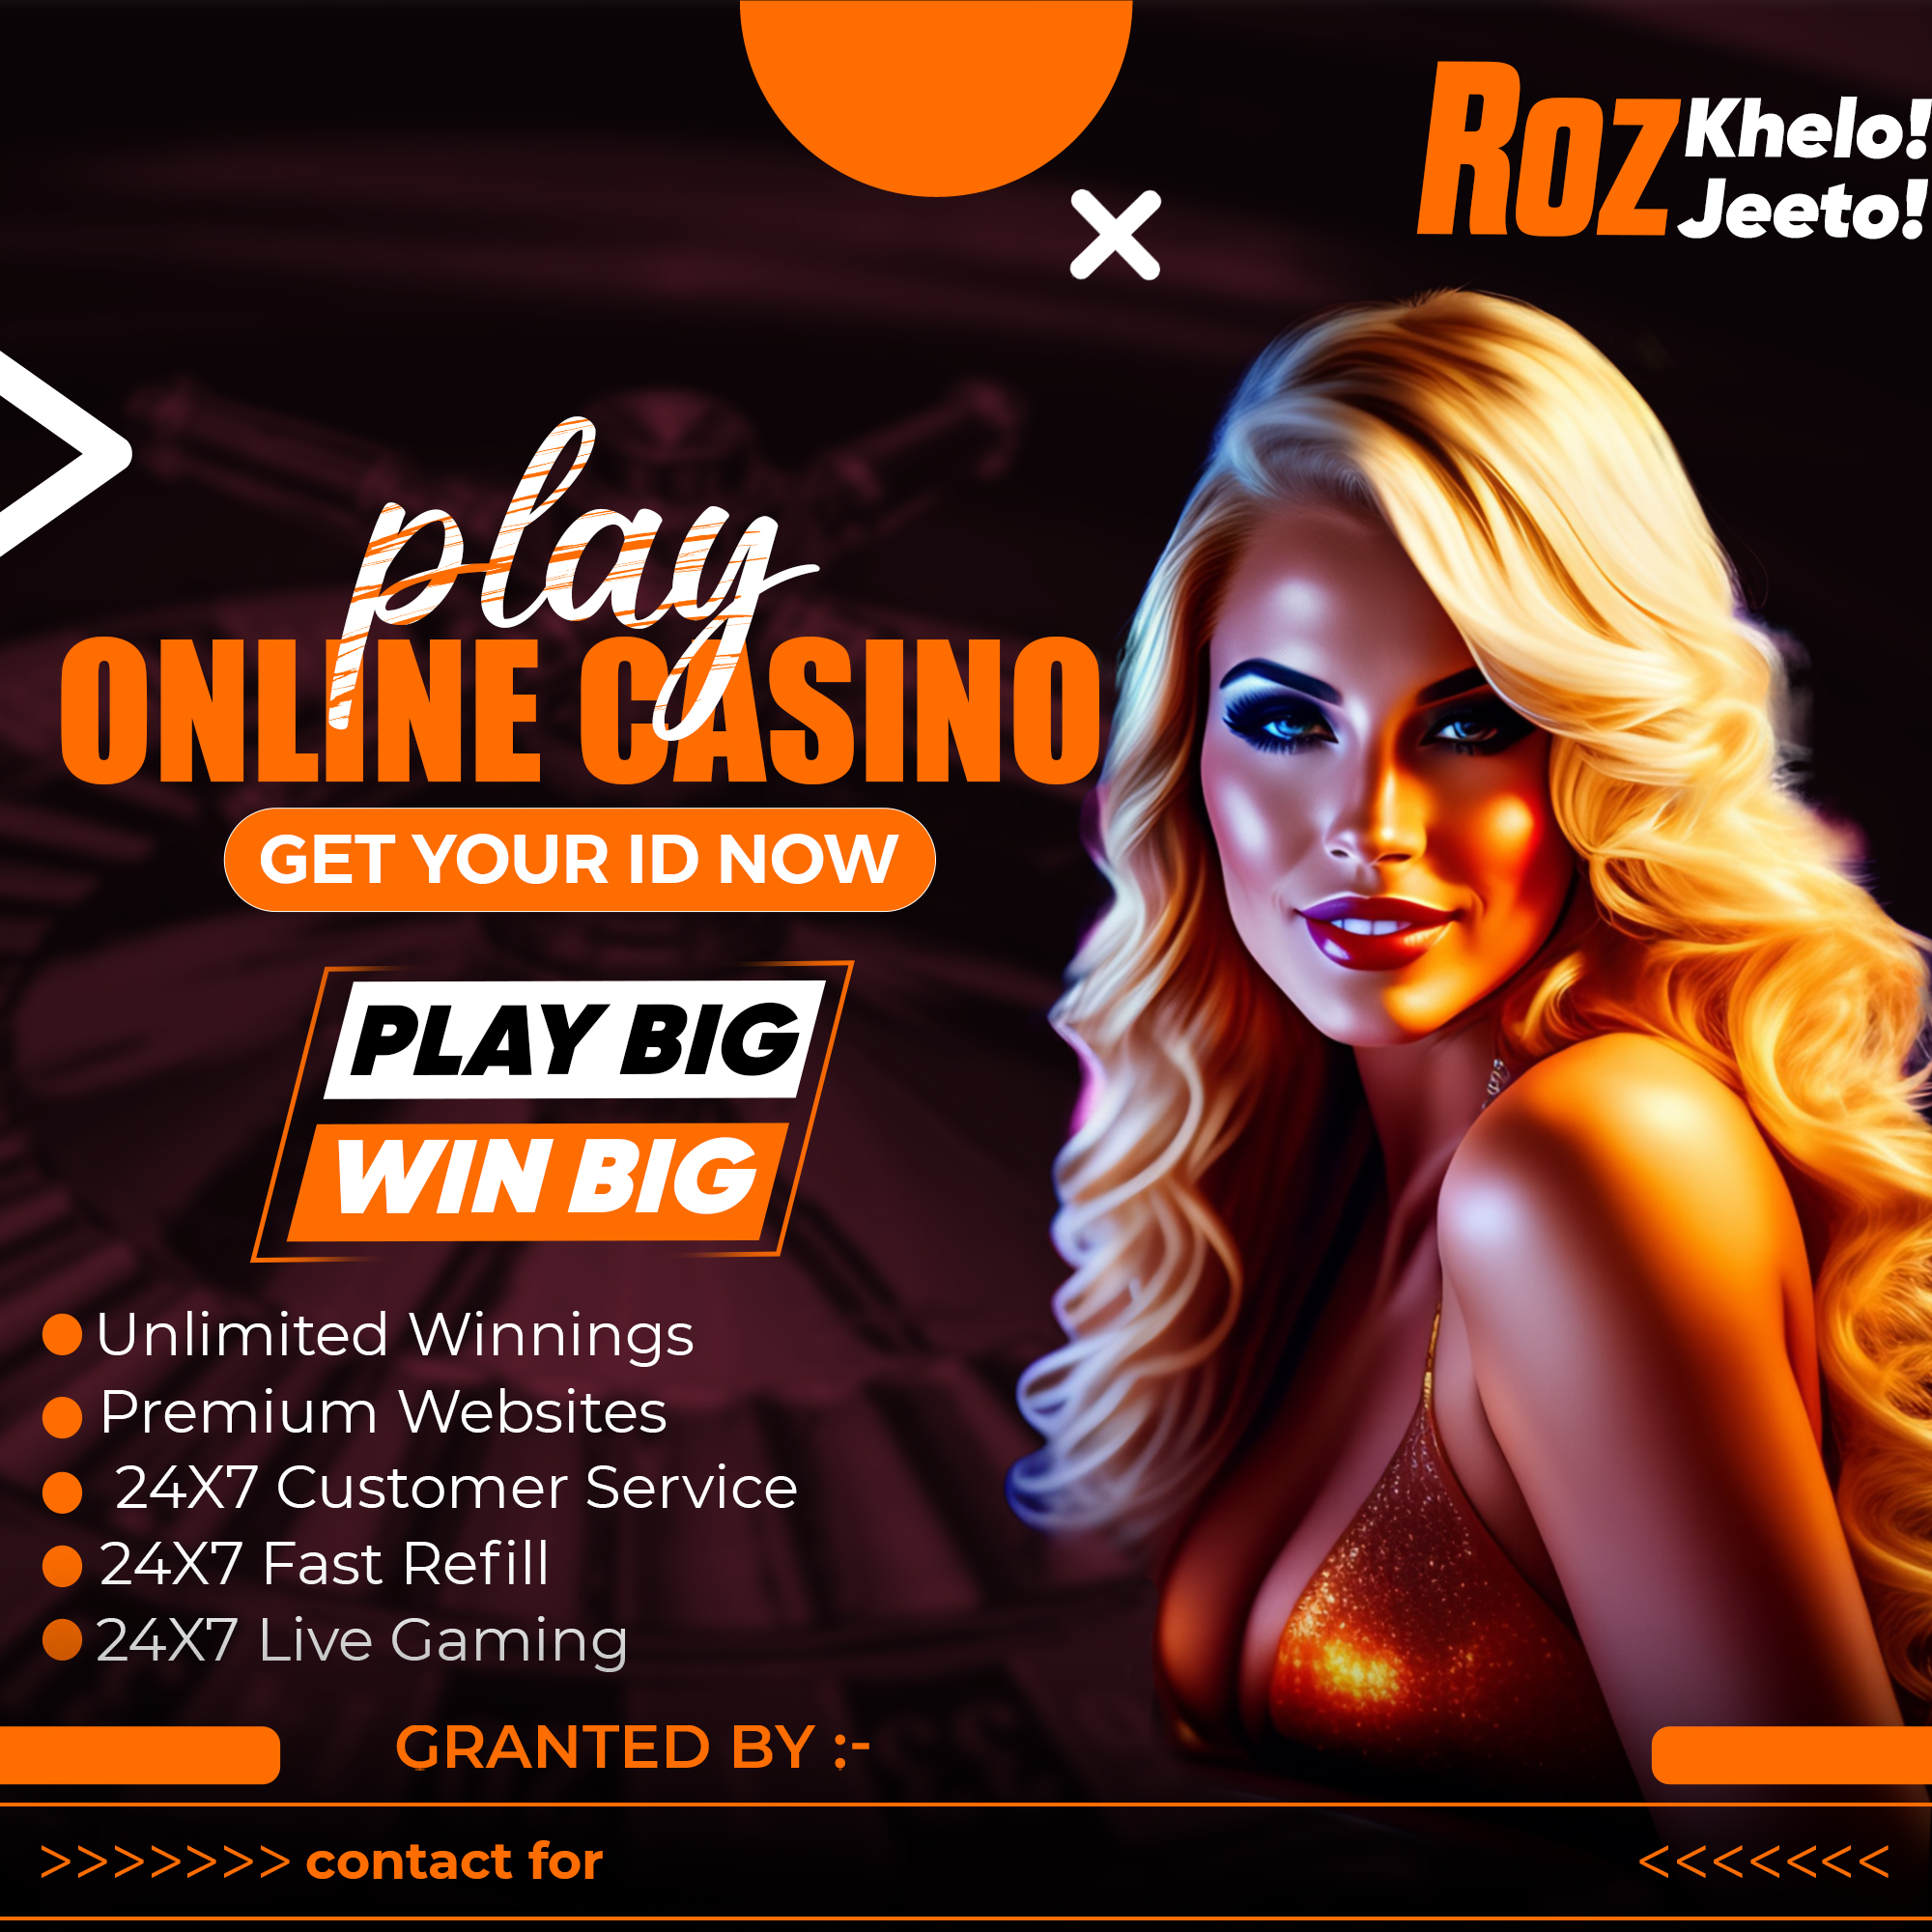 Roz Khelo!
Jeeto!
play
ONLINE CASINO
GET YOUR ID NOW
PLAY BIG
WIN BIG
Unlimited Winnings
Premium Websites
24X7 Customer Service
24X7 Fast Refill
24X7 Live Gaming
GRANTED BY :-
>>>>>>> contact for <<<<<<<